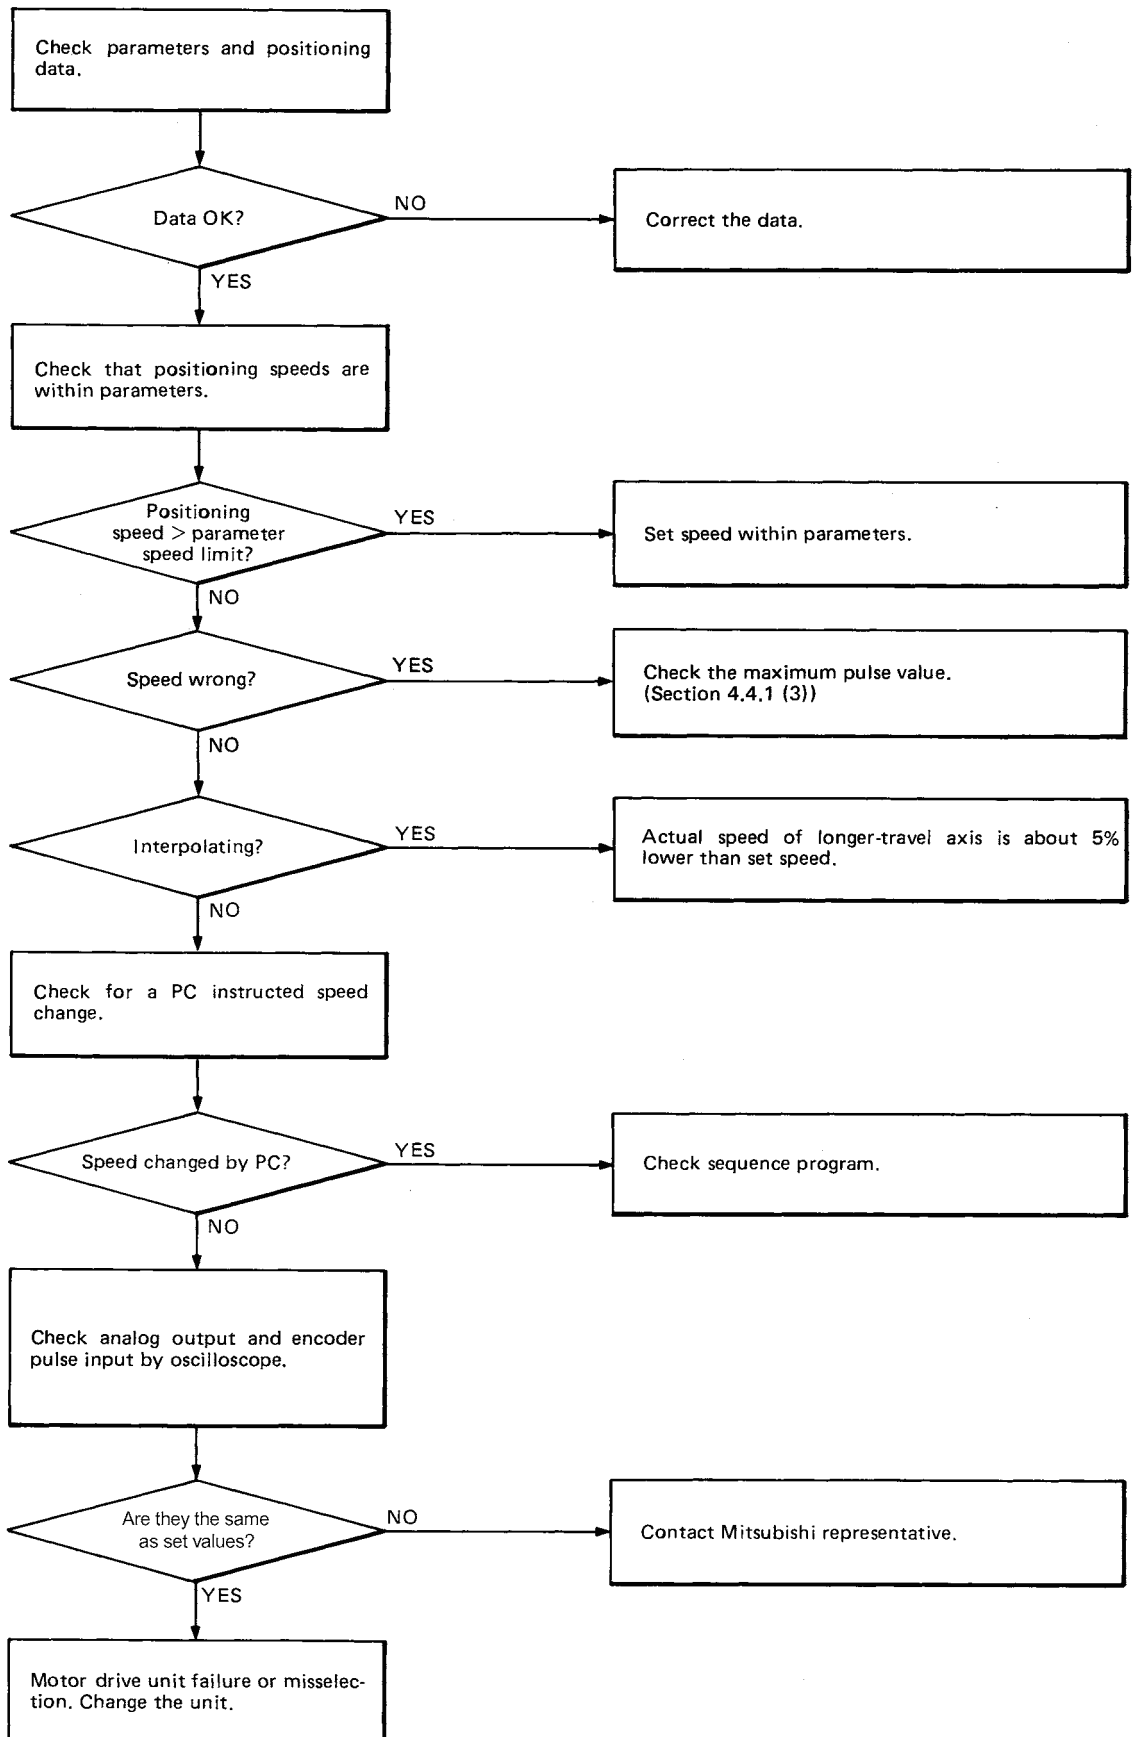 Check parameters and positioning
data.
Data OK?
NO
Correct the data.
YES
Check that positioning speeds are
within parameters.
Positioning
speed > parameter
speed limit?
YES
Set speed within parameters.
NO
Speed wrong?
YES
Check the maximum pulse value.
(Section 4.4.1 (3))
NO
Interpolating?
YES
Actual speed of longer-travel axis is about 5%
lower than set speed.
NO
Check for a PC instructed speed
change.
Speed changed by PC?
YES
Check sequence program.
NO
Check analog output and encoder
pulse input by oscilloscope.
Are they the same
as set values?
NO
Contact Mitsubishi representative.
YES
Motor drive unit failure or misselec-
tion. Change the unit.